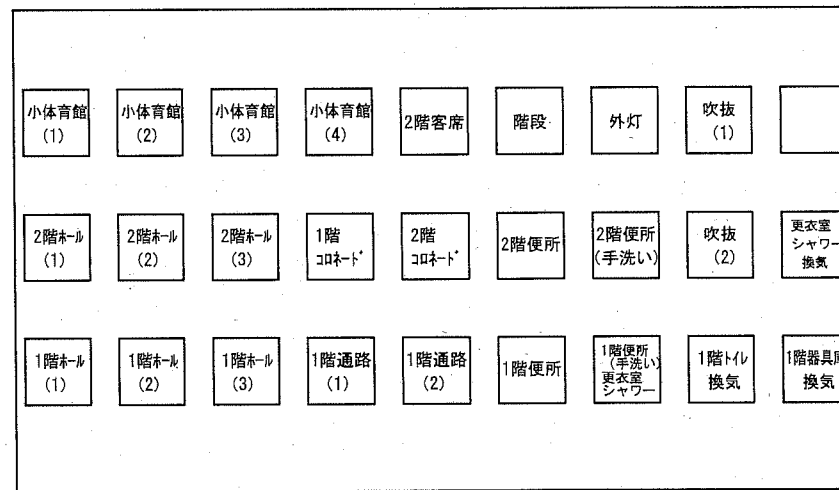 小体育館
(1)
小体育館
(2)
小体育館
(3)
小体育館
(4)
2階客席
階段
外灯
吹抜
(1)
2階ホール
(1)
2階ホール
(2)
2階ホール
(3)
1階
コロネード
2階
コロネード
2階便所
2階便所
(手洗い)
吹抜
(2)
更衣室
シャワー
換気
1階ホール
(1)
1階ホール
(2)
1階ホール
(3)
1階通路
(1)
1階通路
(2)
1階便所
1階便所
(手洗い)
更衣室
シャワー
1階トイレ
換気
1階器具庫
換気